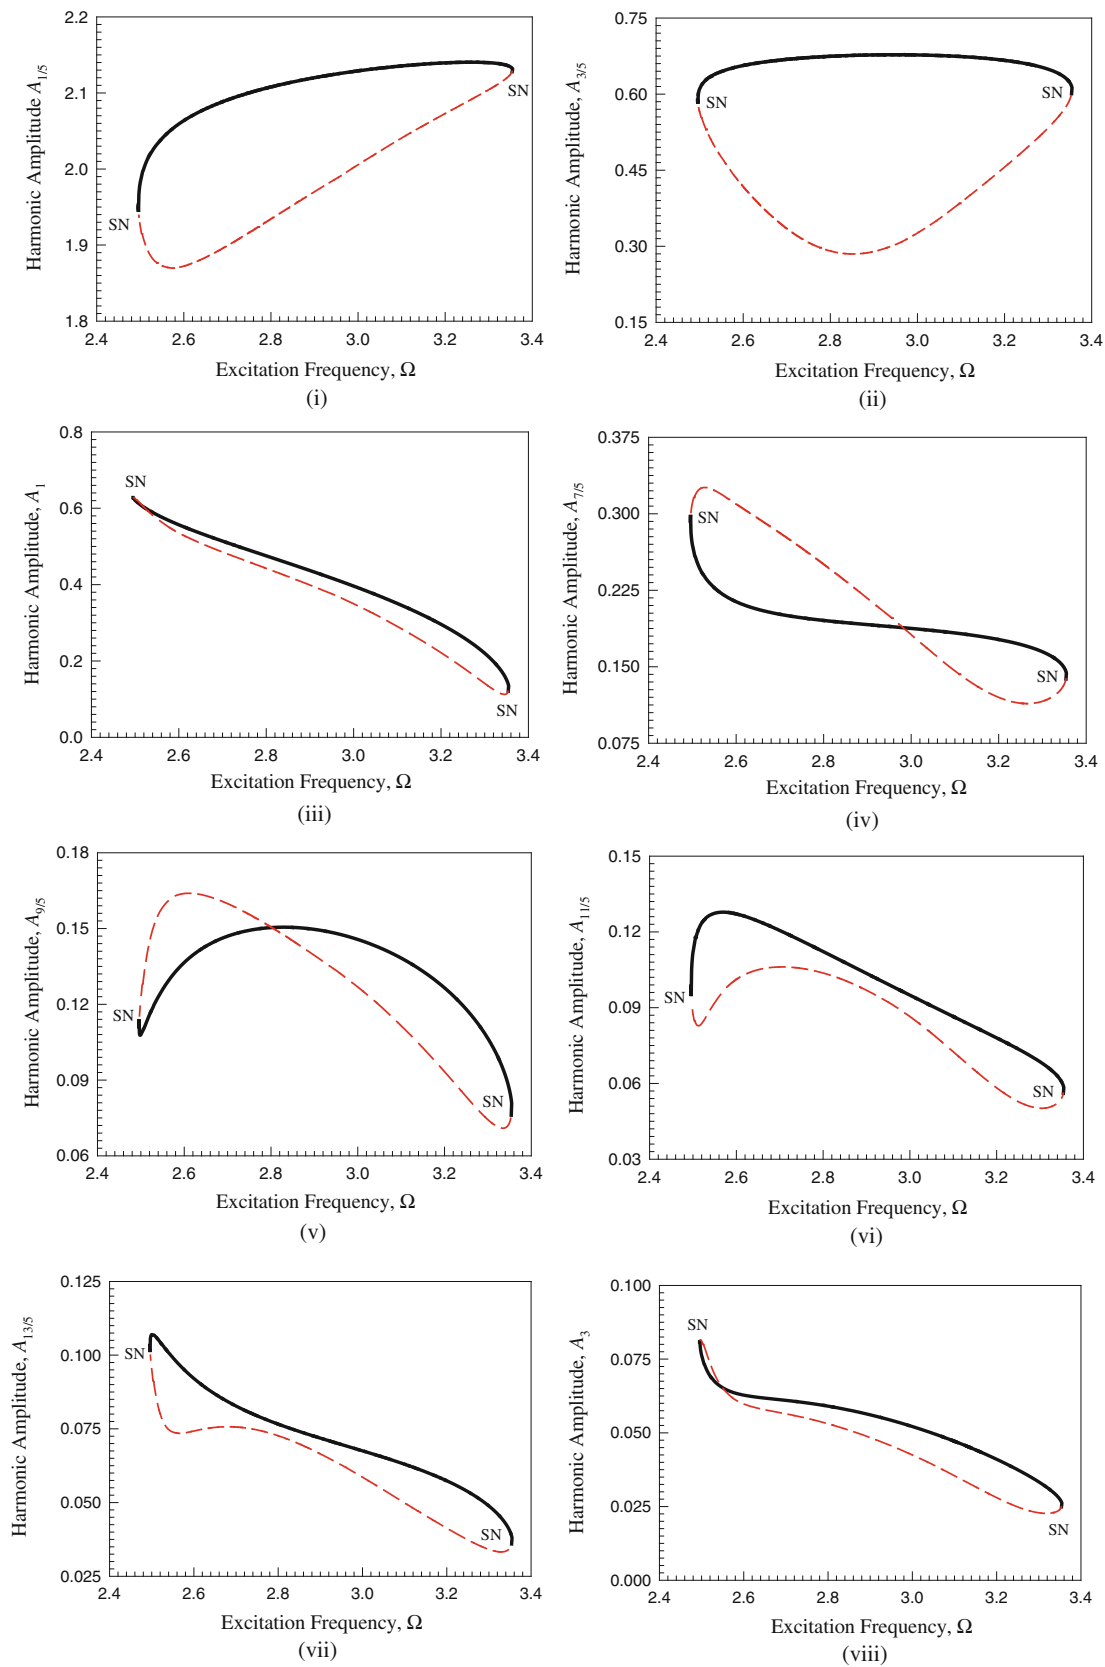 Harmonic Amplitude A1/5
2.2
2.1
2.0
1.9
1.8
SN
SN
2.4 2.6 2.8 3.0 3.2 3.4
Excitation Frequency, Ω
(i)
Harmonic Amplitude, A3/5
0.75
0.60
0.45
0.30
0.15
SN
SN
2.4 2.6 2.8 3.0 3.2 3.4
Excitation Frequency, Ω
(ii)
Harmonic Amplitude, A1
0.8
0.6
0.4
0.2
0.0
SN
SN
2.4 2.6 2.8 3.0 3.2 3.4
Excitation Frequency, Ω
(iii)
Harmonic Amplitude, A7/5
0.375
0.300
0.225
0.150
0.075
SN
SN
2.4 2.6 2.8 3.0 3.2 3.4
Excitation Frequency, Ω
(iv)
Harmonic Amplitude, A9/5
0.18
0.15
0.12
0.09
0.06
SN
SN
2.4 2.6 2.8 3.0 3.2 3.4
Excitation Frequency, Ω
(v)
Harmonic Amplitude, A11/5
0.15
0.12
0.09
0.06
0.03
SN
SN
2.4 2.6 2.8 3.0 3.2 3.4
Excitation Frequency, Ω
(vi)
Harmonic Amplitude, A13/5
0.125
0.100
0.075
0.050
0.025
SN
SN
2.4 2.6 2.8 3.0 3.2 3.4
Excitation Frequency, Ω
(vii)
Harmonic Amplitude, A3
0.100
0.075
0.050
0.025
0.000
SN
SN
2.4 2.6 2.8 3.0 3.2 3.4
Excitation Frequency, Ω
(viii)